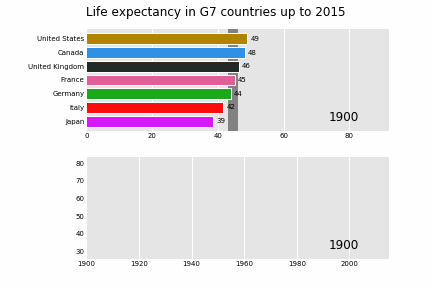 Life expectancy in G7 countries up to 2015
United States 49
Canada 48
United Kingdom 46
France 45
Germany 44
Italy 42
Japan 39
1900
0 20 40 60 80
80
70
60
50
40
30
1900
1900 1920 1940 1960 1980 2000